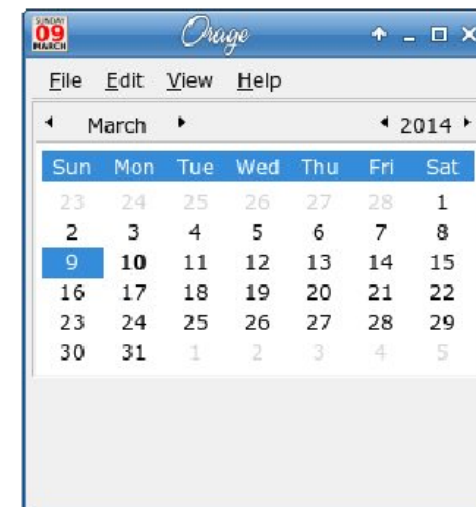 SUNDAY
09
MARCH
Orage
File Edit View Help
March 2014
Sun Mon Tue Wed Thu Fri Sat
23 24 25 26 27 28 1
2 3 4 5 6 7 8
9 10 11 12 13 14 15
16 17 18 19 20 21 22
23 24 25 26 27 28 29
30 31 1 2 3 4 5